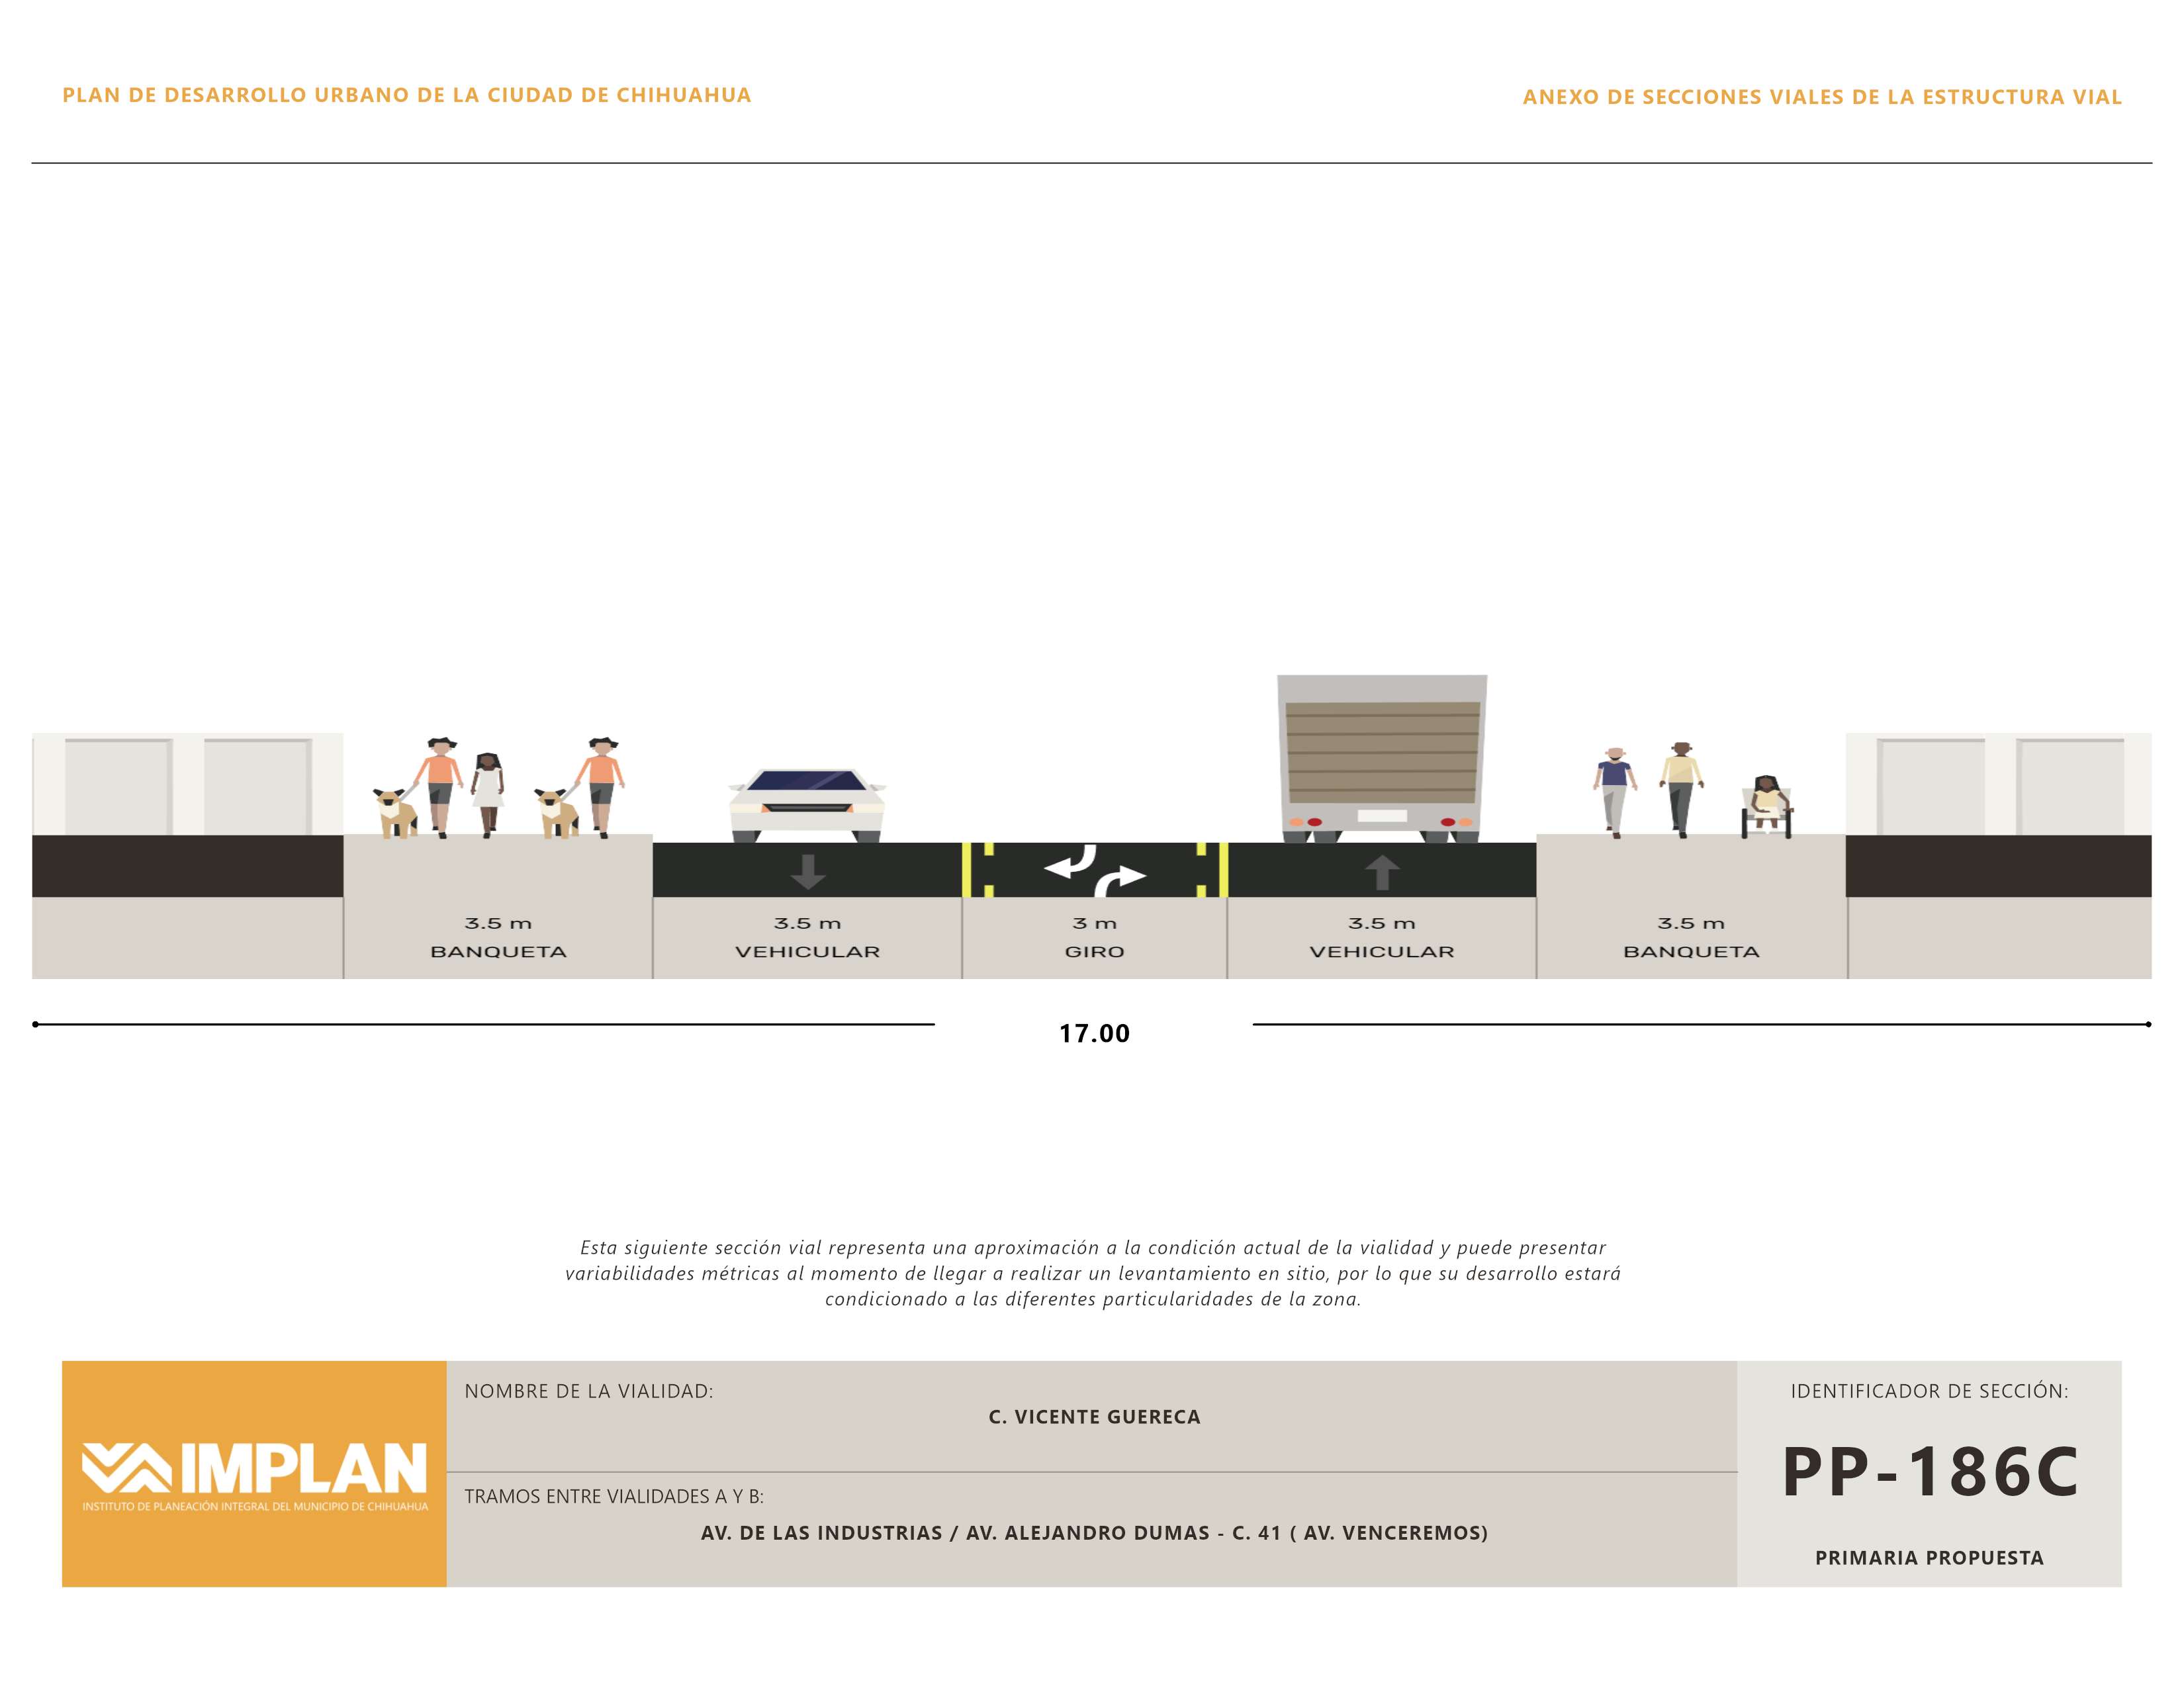 PLAN DE DESARROLLO URBANO DE LA CIUDAD DE CHIHUAHUA
ANEXO DE SECCIONES VIALES DE LA ESTRUCTURA VIAL
3.5 m
BANQUETA
3.5 m
VEHICULAR
3 m
GIRO
3.5 m
VEHICULAR
3.5 m
BANQUETA
17.00
Esta siguiente sección vial representa una aproximación a la condición actual de la vialidad y puede presentar
variabilidades métricas al momento de llegar a realizar un levantamiento en sitio, por lo que su desarrollo estará
condicionado a las diferentes particularidades de la zona.
IMPLAN
INSTITUTO DE PLANEACIÓN INTEGRAL DEL MUNICIPIO DE CHIHUAHUA
NOMBRE DE LA VIALIDAD:
C. VICENTE GUERECA
TRAMOS ENTRE VIALIDADES A Y B:
AV. DE LAS INDUSTRIAS / AV. ALEJANDRO DUMAS - C. 41 ( AV. VENCEREMOS)
IDENTIFICADOR DE SECCIÓN:
PP-186C
PRIMARIA PROPUESTA